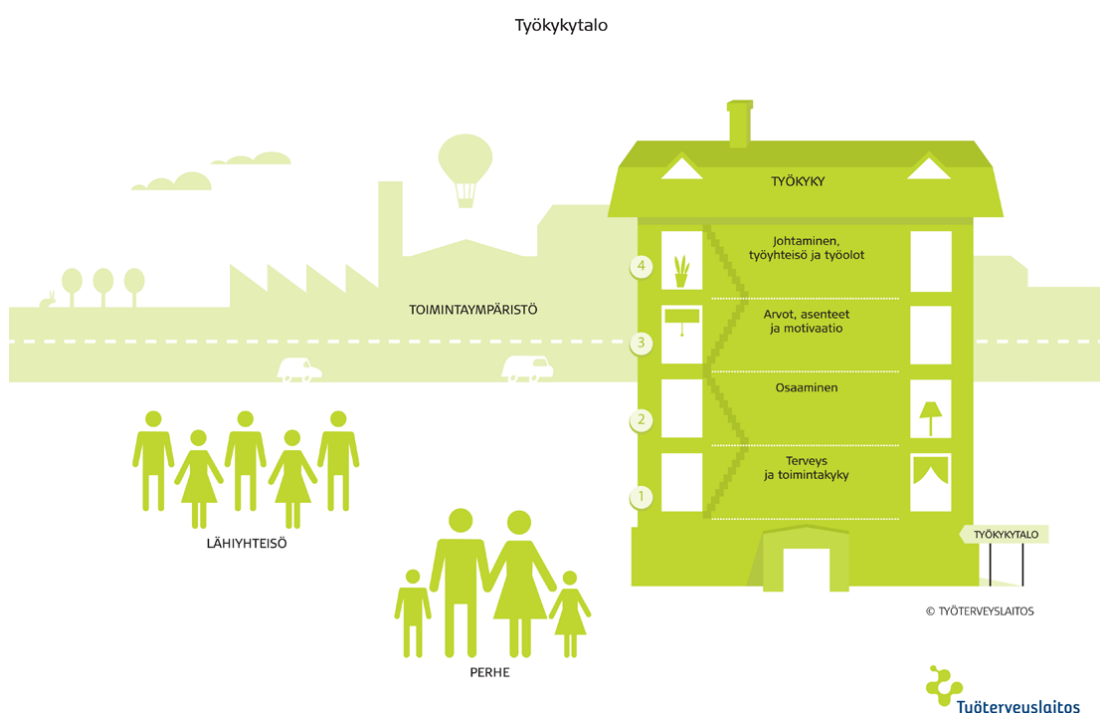 Työkykytalo
TYÖKYKY
Johtaminen,
työyhteisö ja työolot
4
TOIMINTAYMPÄRISTÖ
Arvot, asenteet
ja motivaatio
3
Osaaminen
2
Terveys
ja toimintakyky
1
TYÖKYKYTALO
LÄHIYHTEISÖ
PERHE
© TYÖTERVEYSLAITOS
Työterveyslaitos